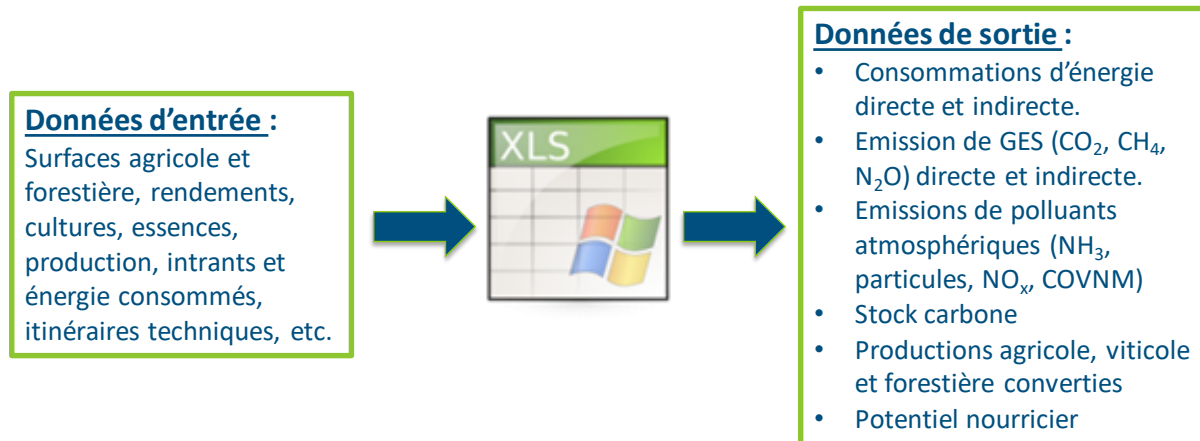 Données d'entrée :
Surfaces agricole et
forestière, rendements,
cultures, essences,
production, intrants et
énergie consommés,
itinéraires techniques, etc.
XLS
Données de sortie :
• Consommations d'énergie
directe et indirecte.
• Emission de GES (CO₂, CH₄,
N₂O) directe et indirecte.
• Emissions de polluants
atmosphériques (NH₃,
particules, NOₓ, COVNM)
• Stock carbone
• Productions agricole, viticole
et forestière converties
• Potentiel nourricier